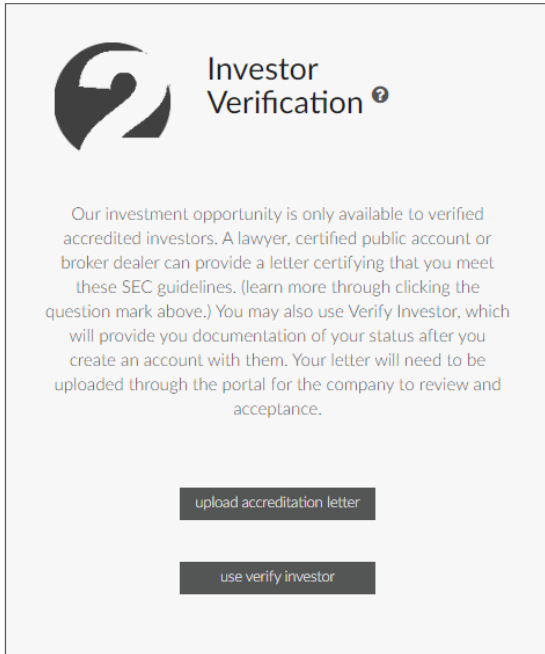 2
Investor
Verification ?
Our investment opportunity is only available to verified
accredited investors. A lawyer, certified public account or
broker dealer can provide a letter certifying that you meet
these SEC guidelines. (learn more through clicking the
question mark above.) You may also use Verify Investor, which
will provide you documentation of your status after you
create an account with them. Your letter will need to be
uploaded through the portal for the company to review and
acceptance.
upload accreditation letter
use verify investor